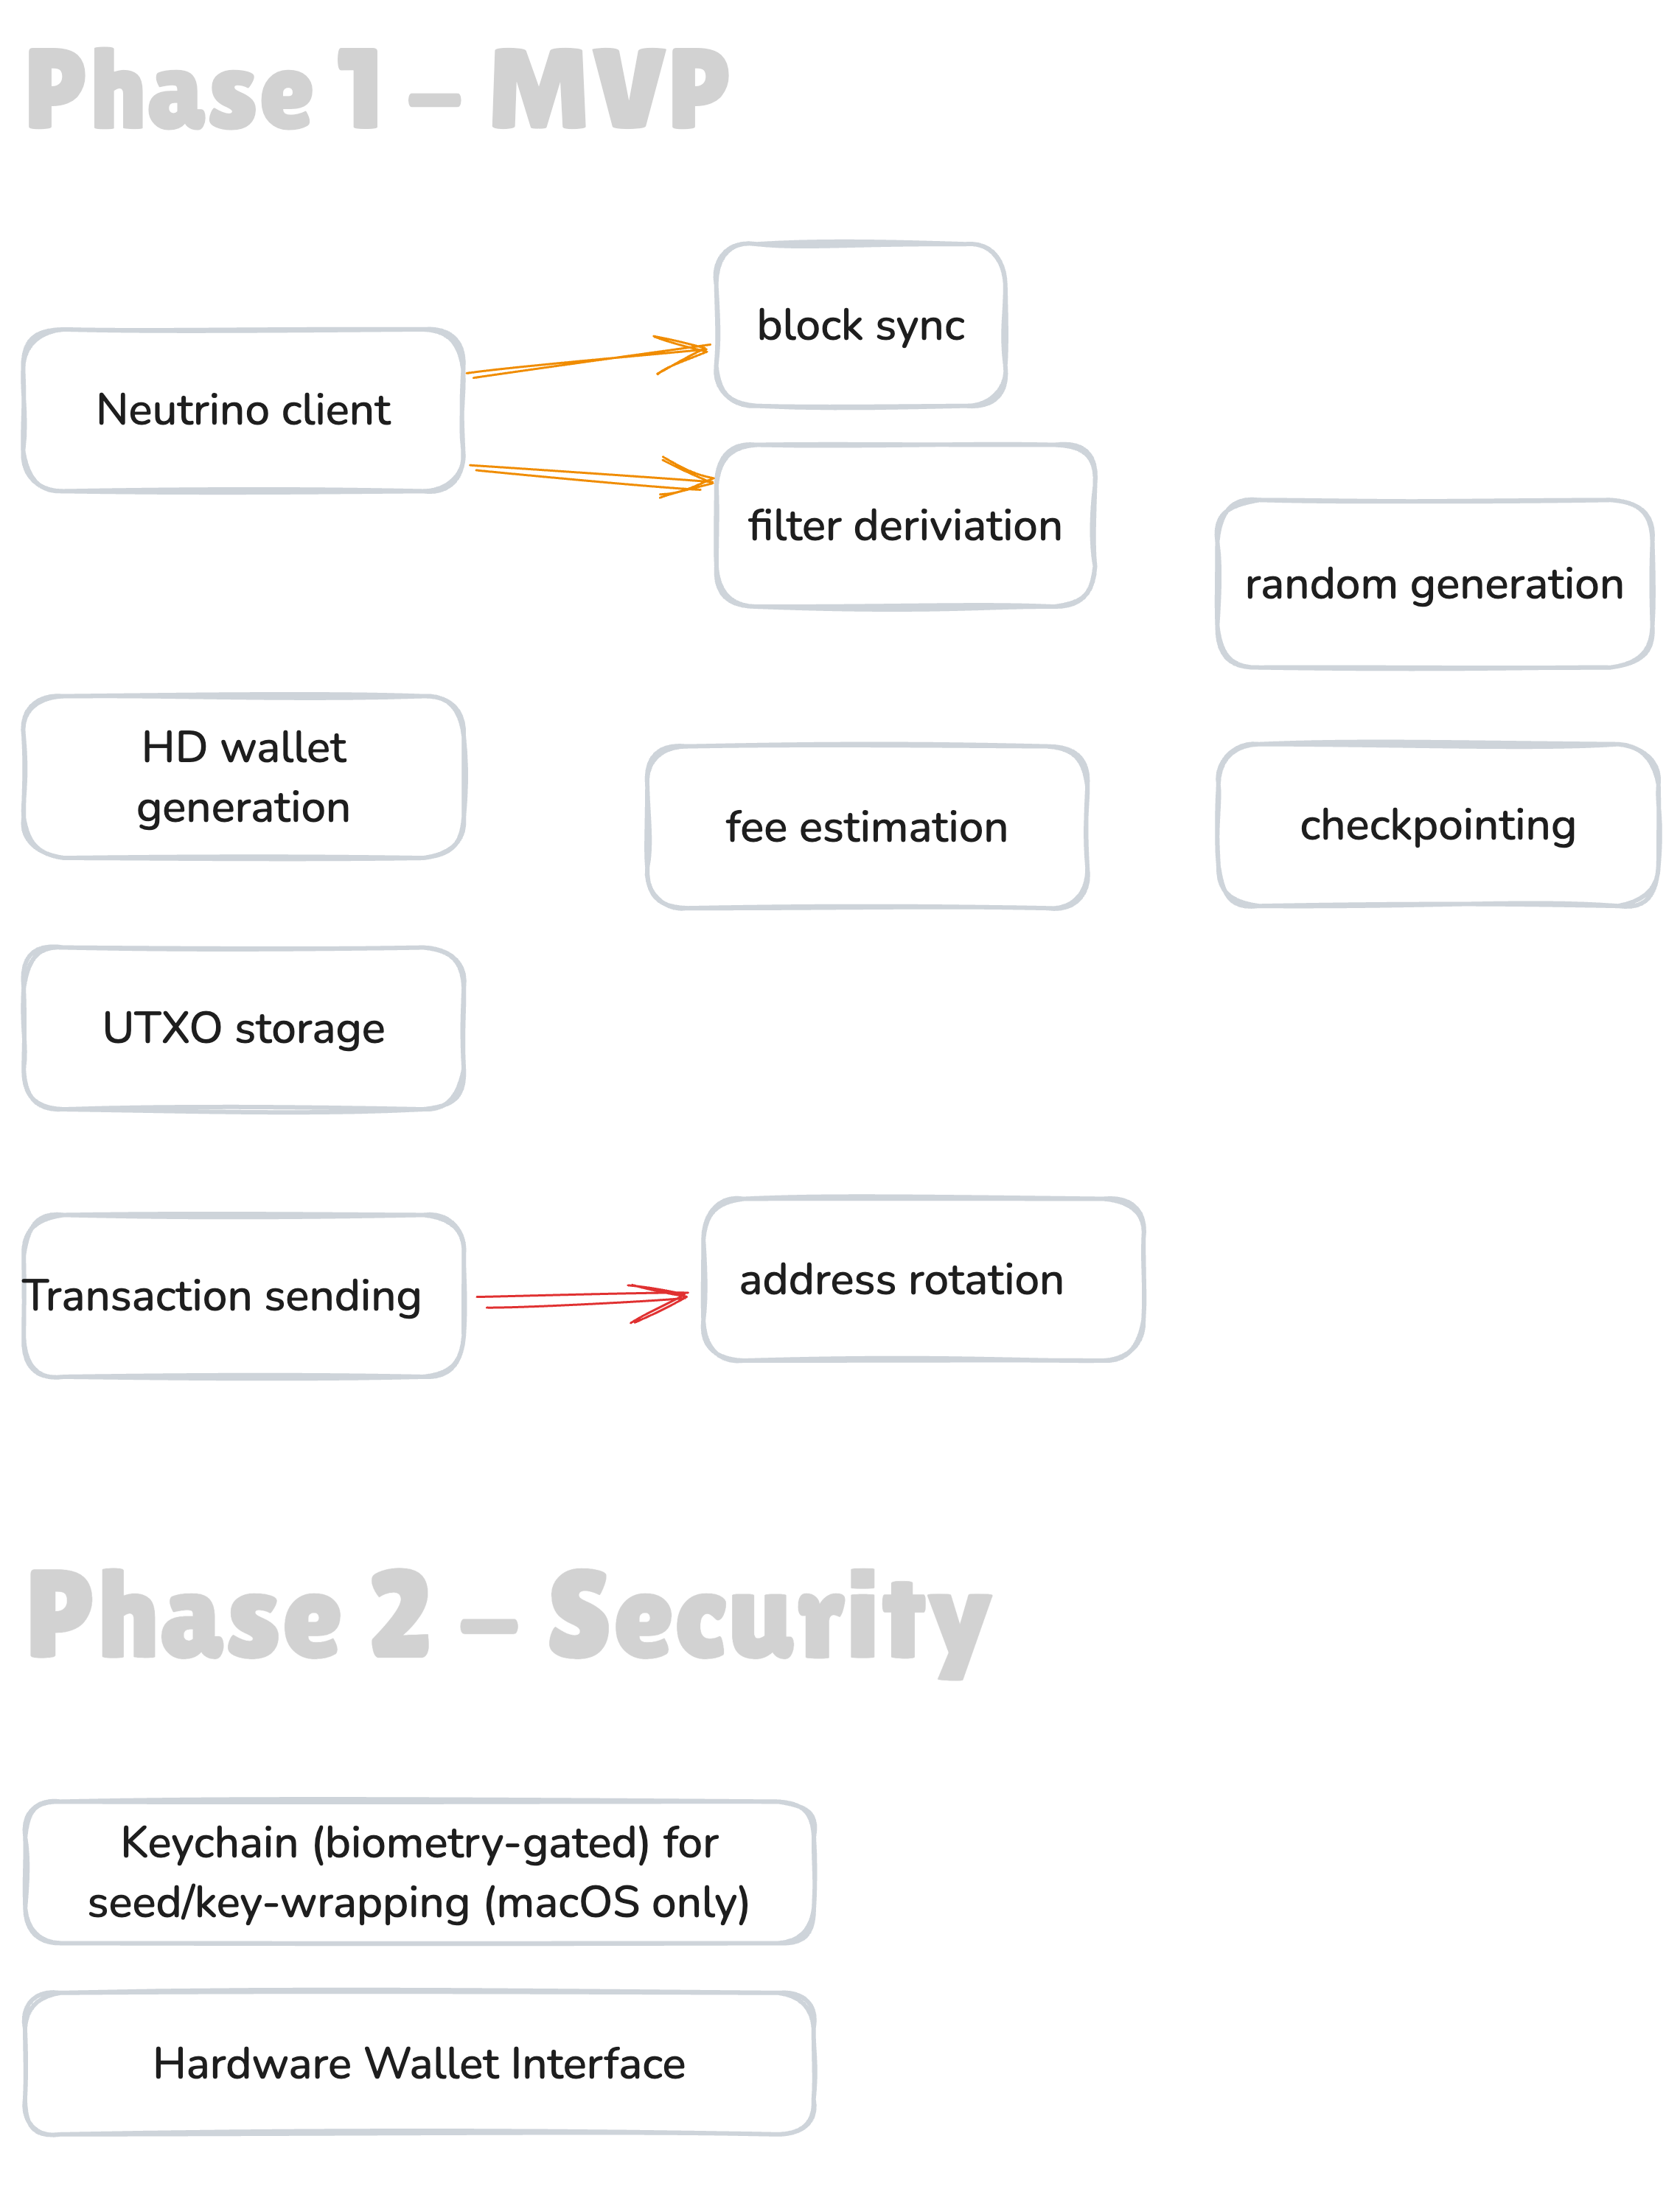 Phase 1 – MVP
block sync
Neutrino client
filter deriviation
random generation
HD wallet
generation
fee estimation
checkpointing
UTXO storage
Transaction sending
address rotation
Phase 2 – Security
Keychain (biometry-gated) for
seed/key-wrapping (macOS only)
Hardware Wallet Interface